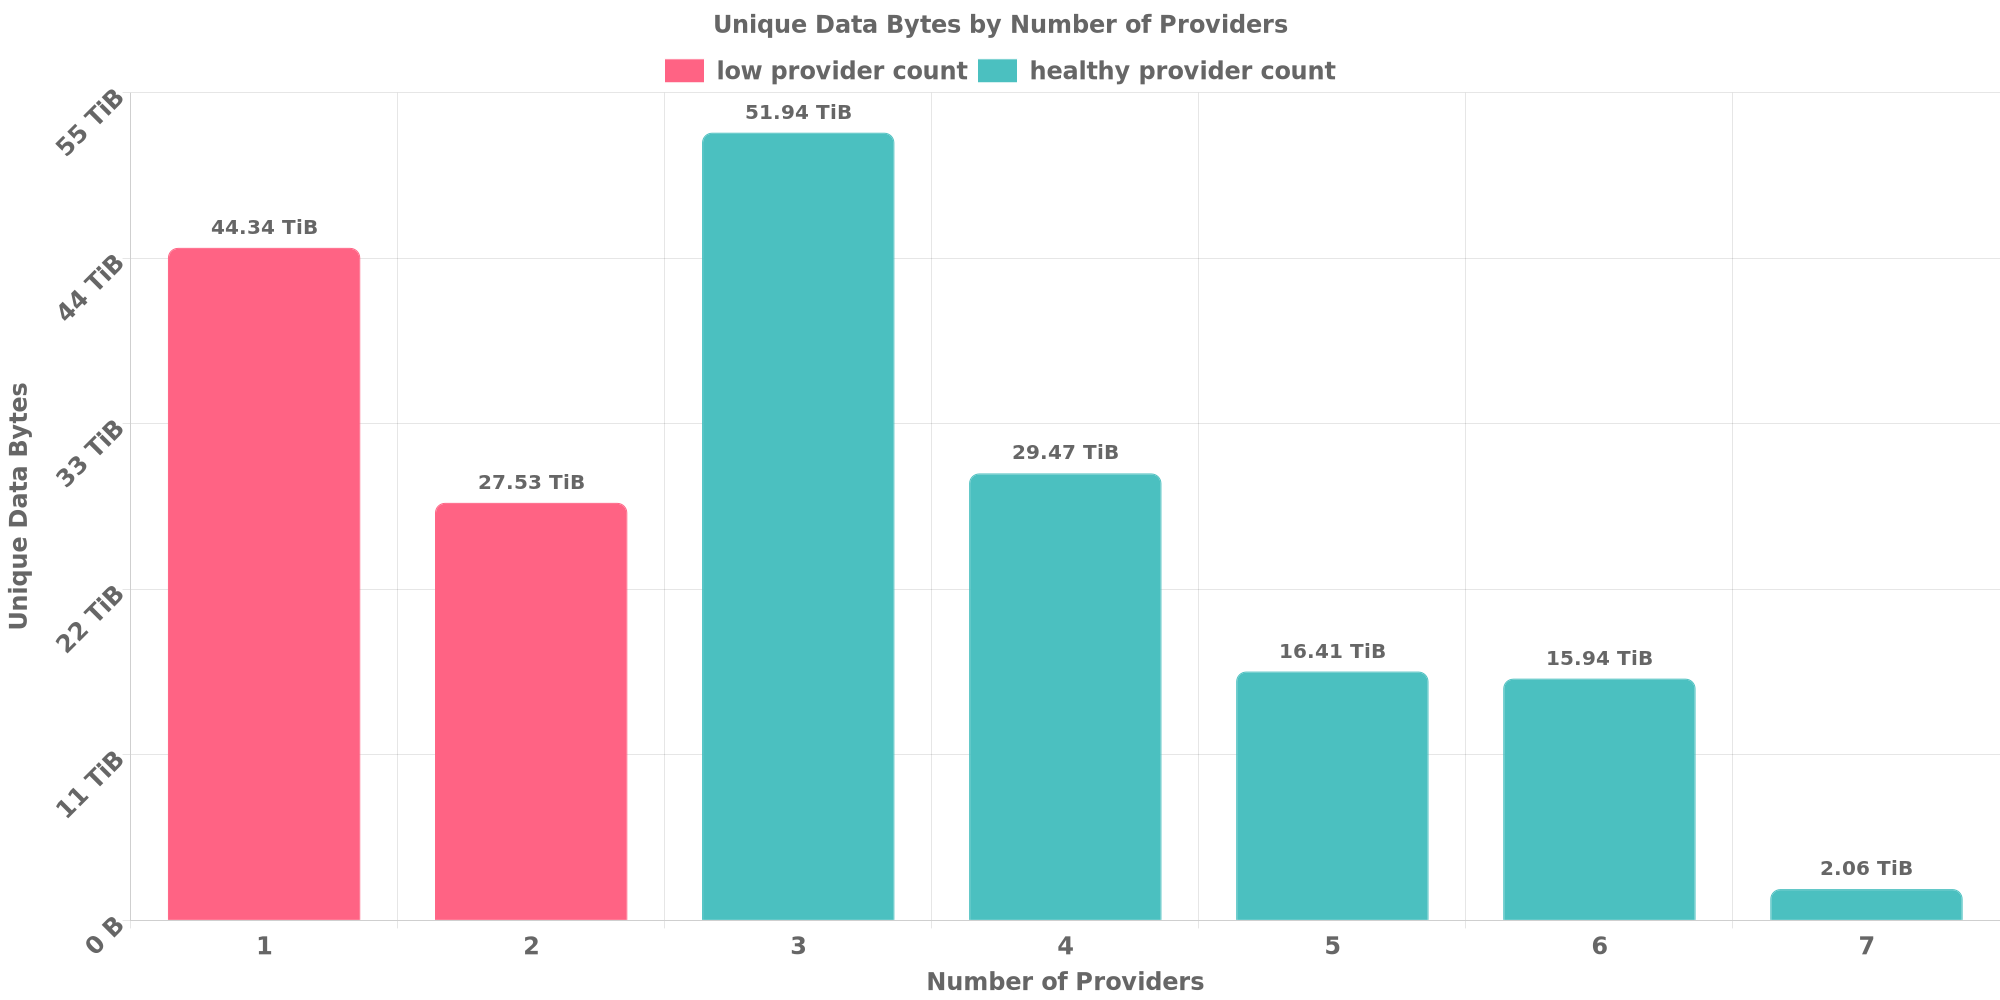 Unique Data Bytes by Number of Providers
low provider count healthy provider count
55 TiB
44 TiB
33 TiB
22 TiB
11 TiB
0 B
Unique Data Bytes
44.34 TiB
27.53 TiB
51.94 TiB
29.47 TiB
16.41 TiB
15.94 TiB
2.06 TiB
1 2 3 4 5 6 7
Number of Providers